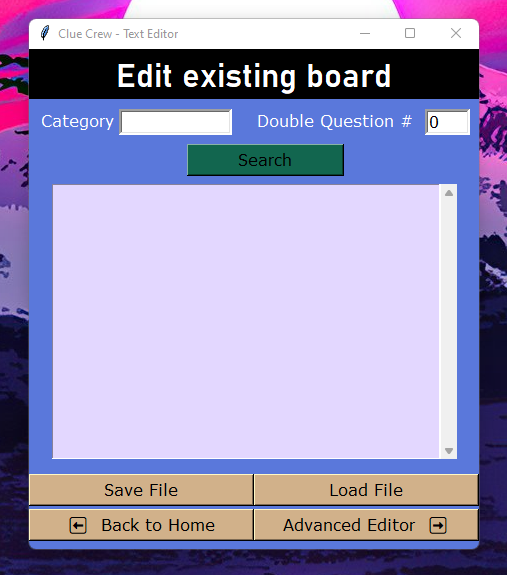 Clue Crew - Text Editor
Edit existing board
Category Double Question # 0
Search
Save File Load File
Back to Home Advanced Editor